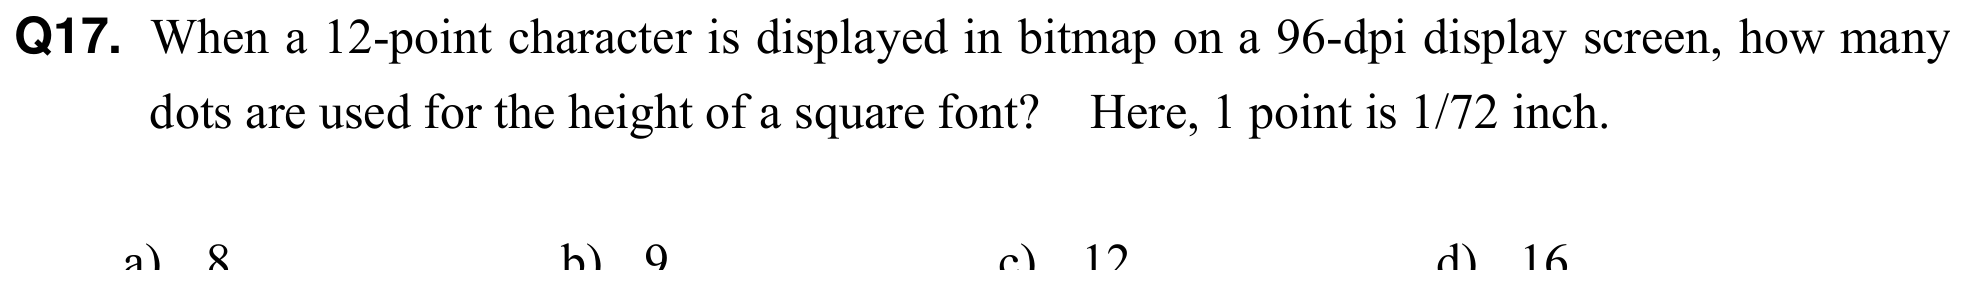 Q17. When a 12-point character is displayed in bitmap on a 96-dpi display screen, how many
dots are used for the height of a square font? Here, 1 point is 1/72 inch.
a) 8 b) 9 c) 12 d) 16